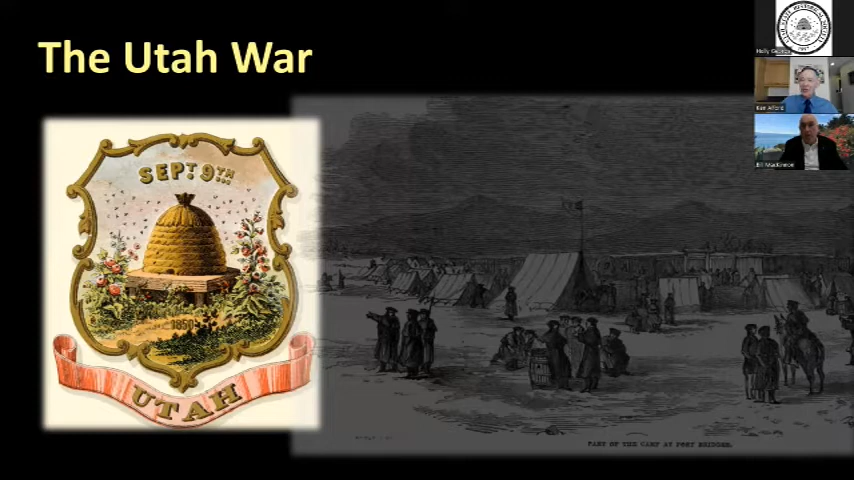 The Utah War
SEPT 9TH
1850
UTAH
PART OF THE CAMP AT FORT BRIDGER.
Holly George
Ken Alford
Bill MacKinnon